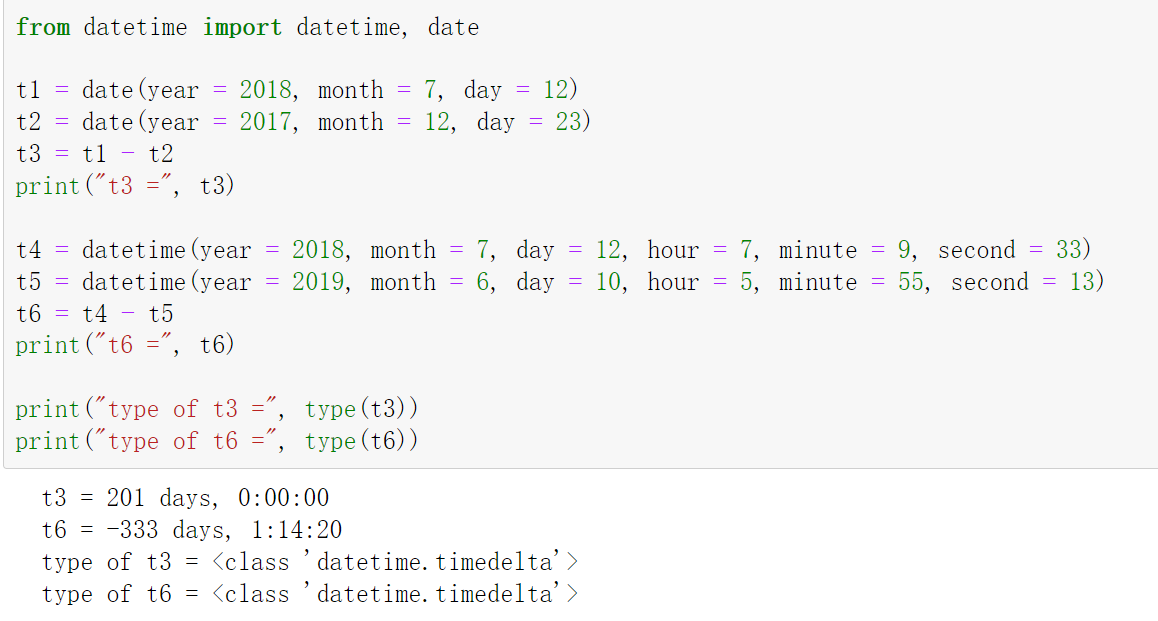 from datetime import datetime, date
t1 = date(year = 2018, month = 7, day = 12)
t2 = date(year = 2017, month = 12, day = 23)
t3 = t1 - t2
print("t3 =", t3)
t4 = datetime(year = 2018, month = 7, day = 12, hour = 7, minute = 9, second = 33)
t5 = datetime(year = 2019, month = 6, day = 10, hour = 5, minute = 55, second = 13)
t6 = t4 - t5
print("t6 =", t6)
print("type of t3 =", type(t3))
print("type of t6 =", type(t6))
t3 = 201 days, 0:00:00
t6 = -333 days, 1:14:20
type of t3 = <class 'datetime.timedelta'>
type of t6 = <class 'datetime.timedelta'>